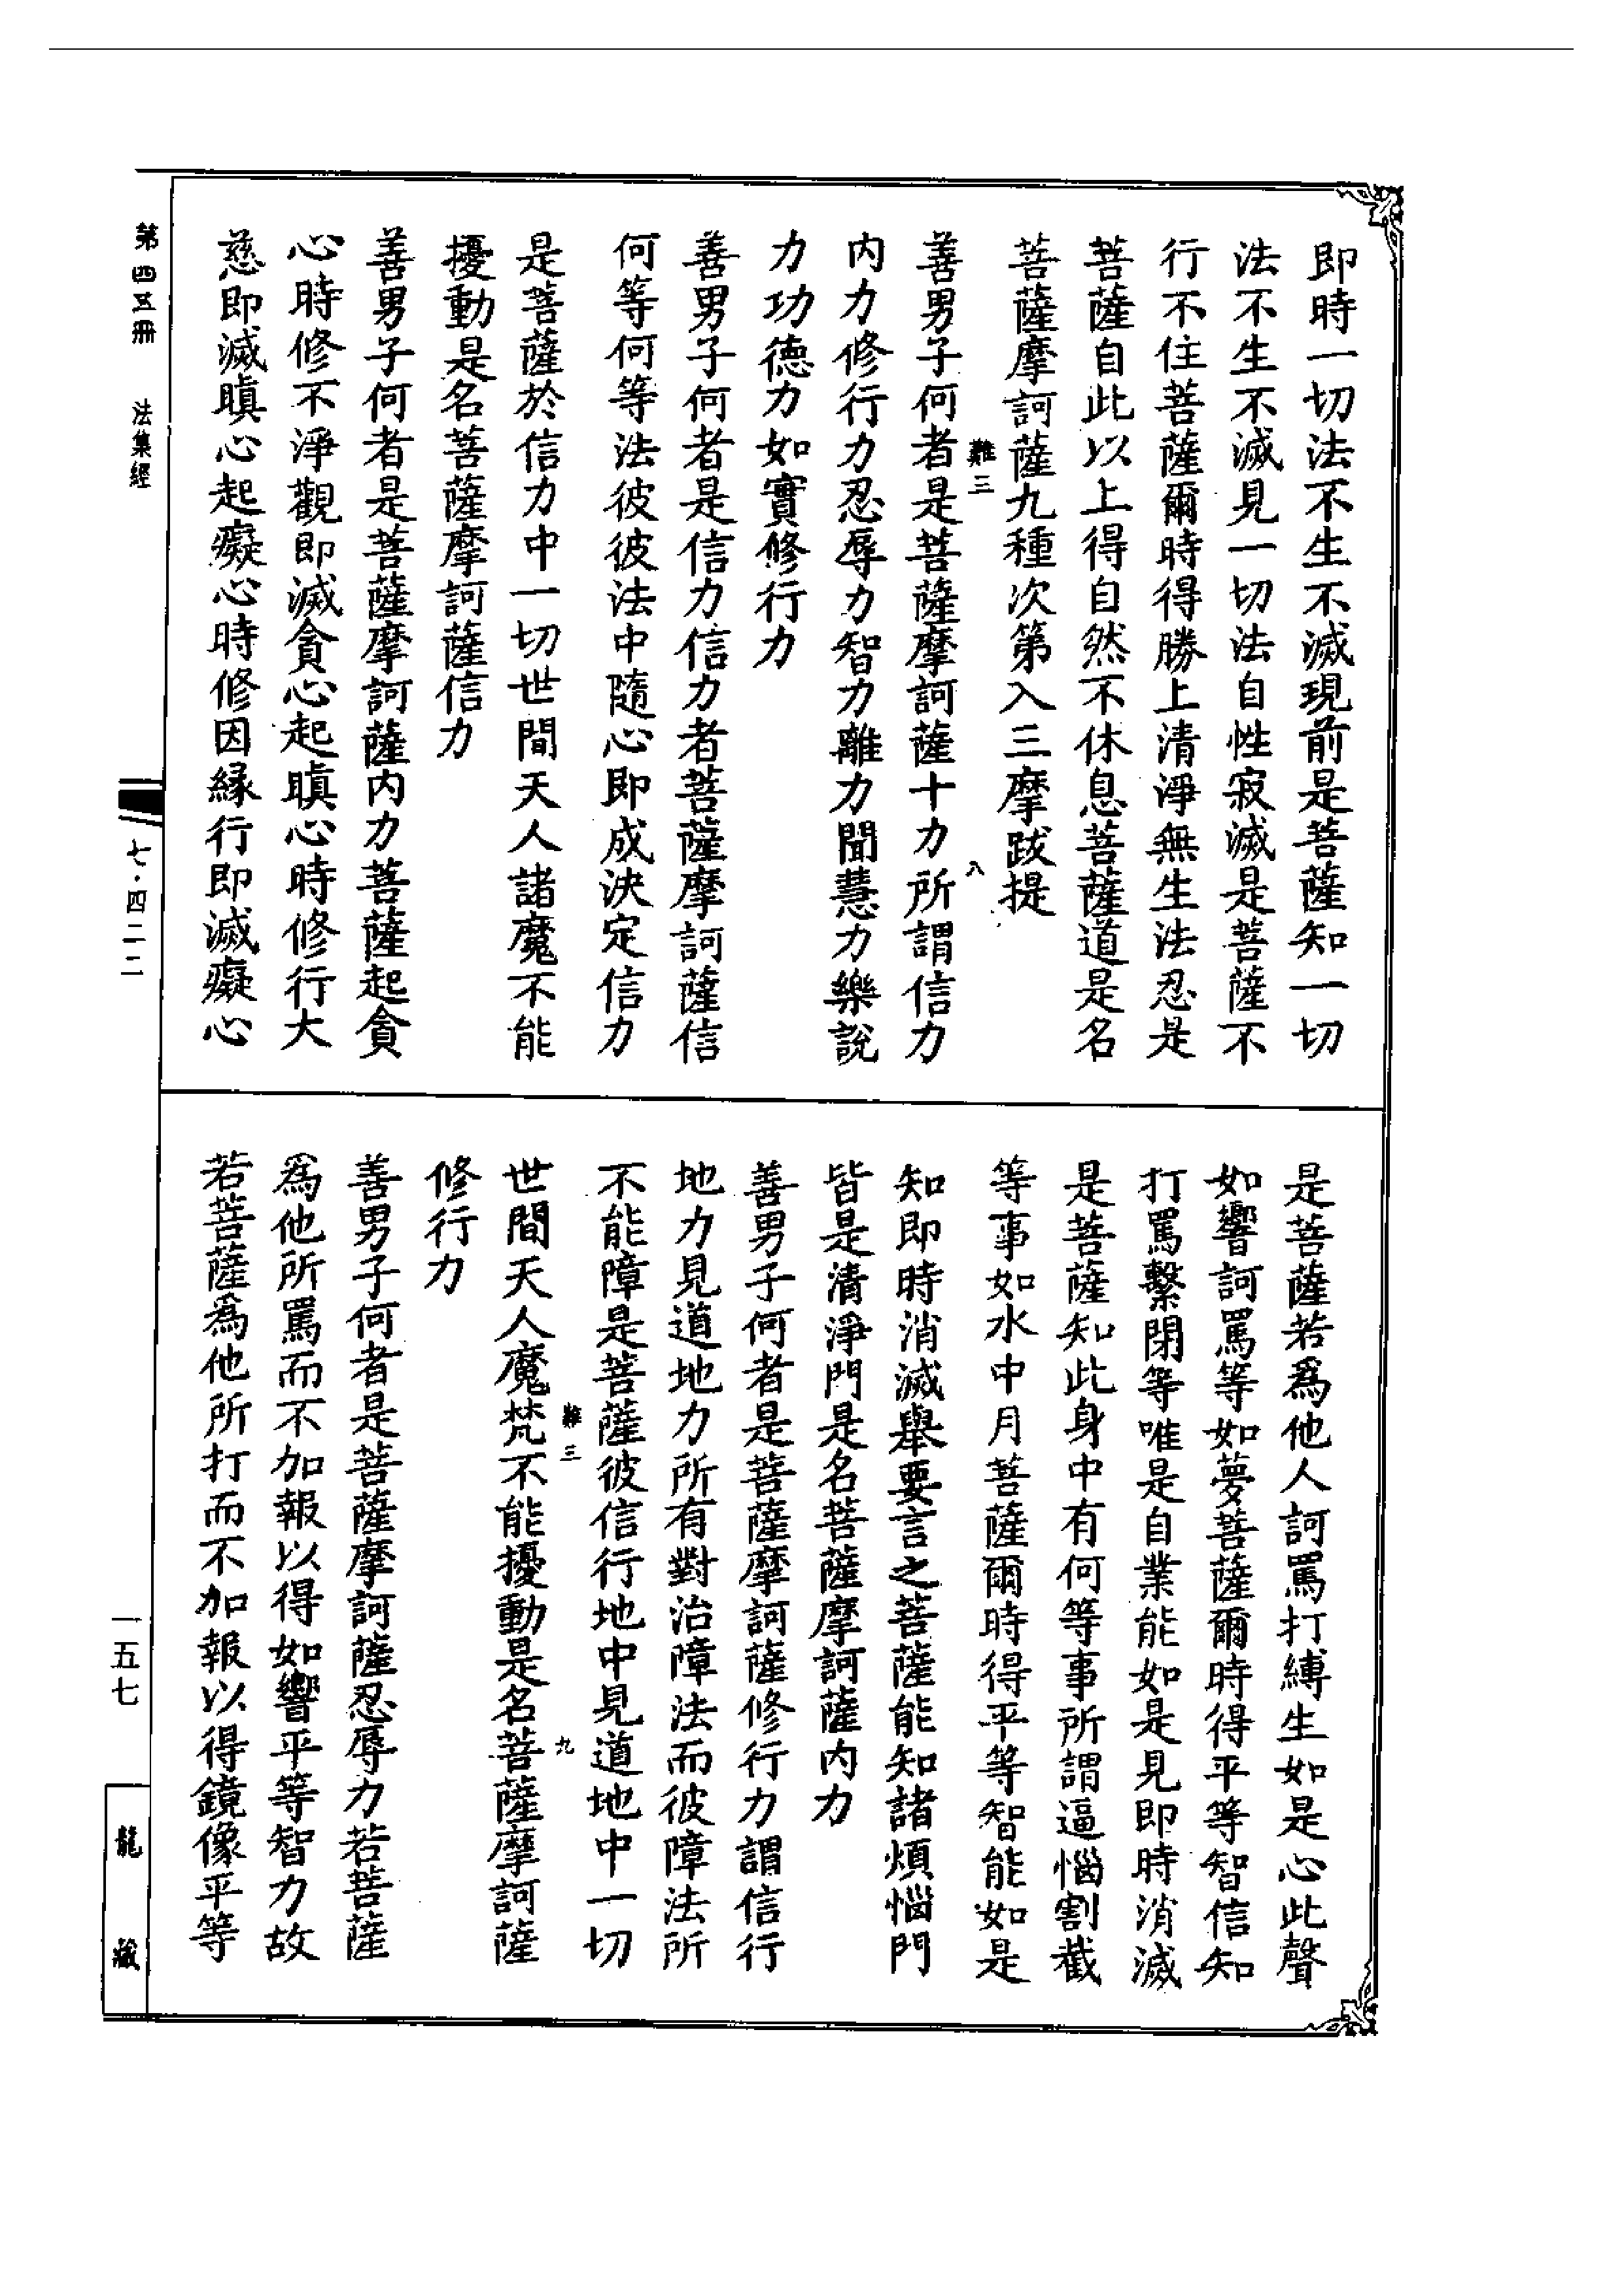 即時一切法不生不滅現前是菩薩知一切
法不生不滅見一切法自性寂滅是菩薩不
行不住菩薩爾時得勝上清淨無生法忍是
菩薩自此以上得自然不休息菩薩道是名
菩薩摩訶薩九種次第入三摩跋提
難三
八
善男子何者是菩薩摩訶薩十力所謂信力
內力修行力忍辱力智力離力聞慧力樂說
力功德力如實修行力
善男子何者是信力信力者菩薩摩訶薩信
何等何等法彼彼法中隨心即成決定信力
是菩薩於信力中一切世間天人諸魔不能
擾動是名菩薩摩訶薩信力
善男子何者是菩薩摩訶薩內力菩薩起貪
心時修不淨觀即滅貪心起瞋心時修行大
慈即滅瞋心起癡心時修因緣行即滅癡心
是菩薩若爲他人訶罵打縛生如是心此聲
如響訶罵等如夢菩薩爾時得平等智信知
打罵繫閉等唯是自業能如是見即時消滅
是菩薩知此身中有何等事所謂逼惱割截
等事如水中月菩薩爾時得平等智能如是
知即時消滅舉要言之菩薩能知諸煩惱門
皆是清淨門是名菩薩摩訶薩內力
善男子何者是菩薩摩訶薩修行力謂信行
地力見道地力所有對治障法而彼障法所
不能障是菩薩彼信行地中見道地中一切
難三
九
世間天人魔梵不能擾動是名菩薩摩訶薩
修行力
善男子何者是菩薩摩訶薩忍辱力若菩薩
爲他所罵而不加報以得如響平等智力故
若菩薩爲他所打而不加報以得鏡像平等
第四五冊 法集經
七·四二二
一五七
龍藏